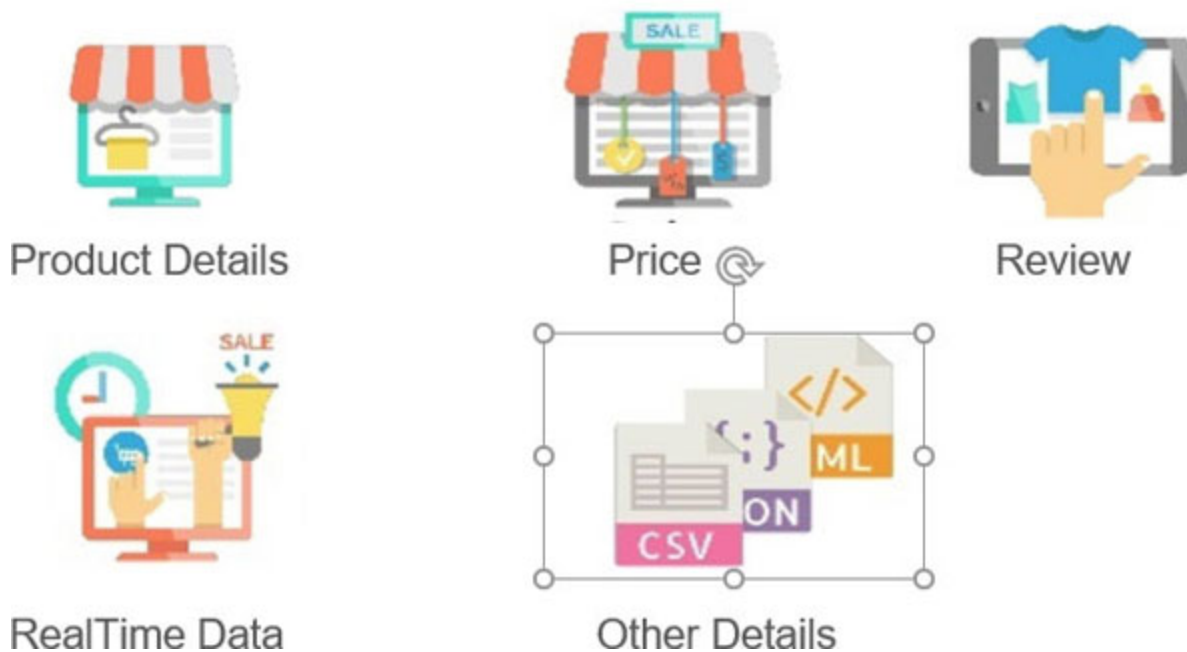 SALE
Product Details
Price
Review
SALE
</>
{;}
ML
ON
CSV
RealTime Data
Other Details